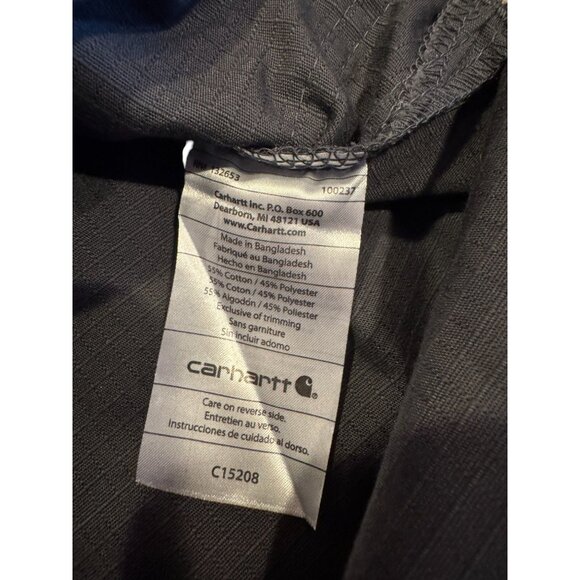 132653
100237
Carhartt Inc. P.O. Box 600
Dearborn, MI 48121 USA
www.Carhartt.com
Made in Bangladesh
Fabriqué au Bangladesh
Hecho en Bangladesh
55% Cotton / 45% Polyester
55% Coton / 45% Polyester
55% Algodón / 45% Poliester
Exclusive of trimming
Sans garniture
Sin incluir adorno
carhartt
Care on reverse side.
Entretien au verso.
Instrucciones de cuidado al dorso.
C15208